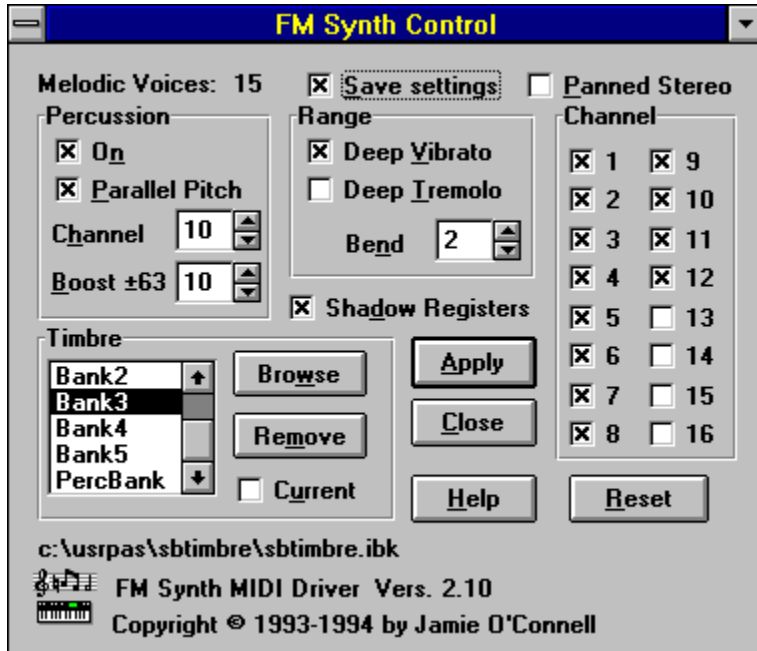 FM Synth Control
Melodic Voices: 15
Save settings
Panned Stereo
Percussion
On
Parallel Pitch
Channel 10
Boost ±63 10
Range
Deep Vibrato
Deep Tremolo
Bend 2
Shadow Registers
Channel
1 9
2 10
3 11
4 12
5 13
6 14
7 15
8 16
Timbre
Bank2
Bank3
Bank4
Bank5
PercBank
Browse
Remove
Current
Apply
Close
Help
Reset
c:\usrpas\sbtimbre\sbtimbre.ibk
FM Synth MIDI Driver Vers. 2.10
Copyright © 1993-1994 by Jamie O'Connell